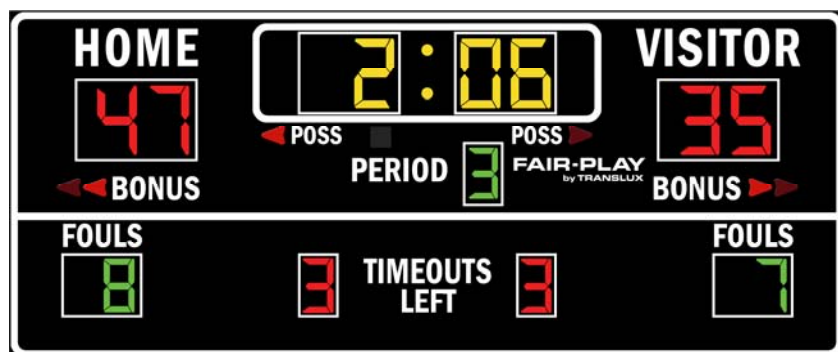 HOME
2:06
VISITOR
47
35
POSS
POSS
PERIOD
3
FAIR-PLAY
by TRANSLUX
BONUS
BONUS
FOULS
FOULS
8
3
TIMEOUTS
LEFT
3
7